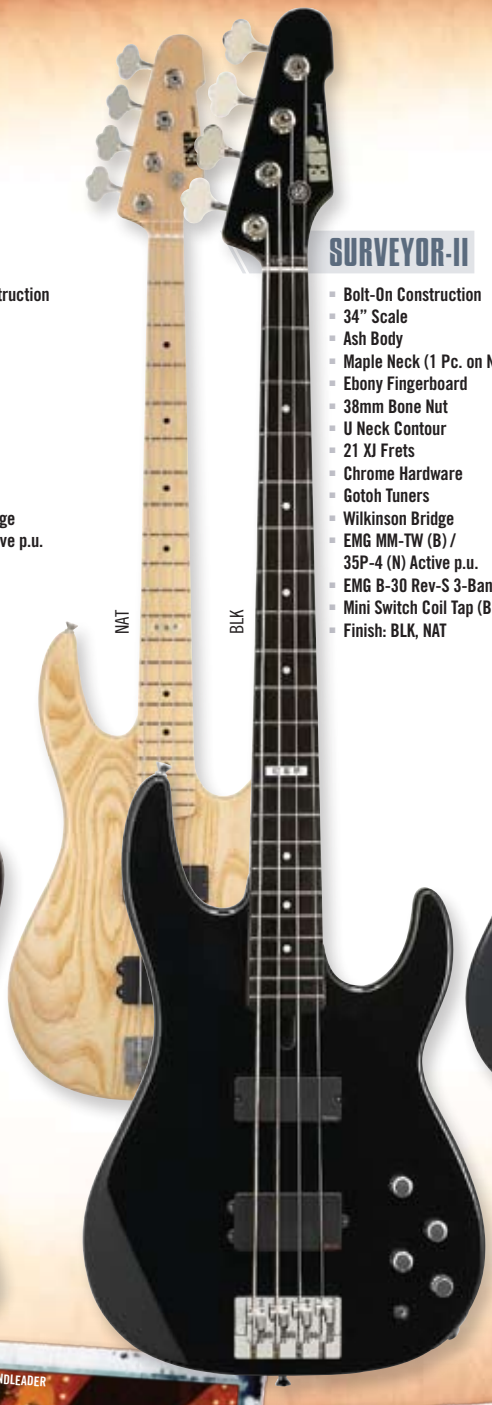 ESP
ESP
SURVEYOR-II
truction
ge
ve p.u.
Bolt-On Construction
34” Scale
Ash Body
Maple Neck (1 Pc. on N
Ebony Fingerboard
38mm Bone Nut
U Neck Contour
21 XJ Frets
Chrome Hardware
Gotoh Tuners
Wilkinson Bridge
EMG MM-TW (B) /
35P-4 (N) Active p.u.
EMG B-30 Rev-S 3-Ban
Mini Switch Coil Tap (B
Finish: BLK, NAT
NAT
BLK
ESP
NDLEADER